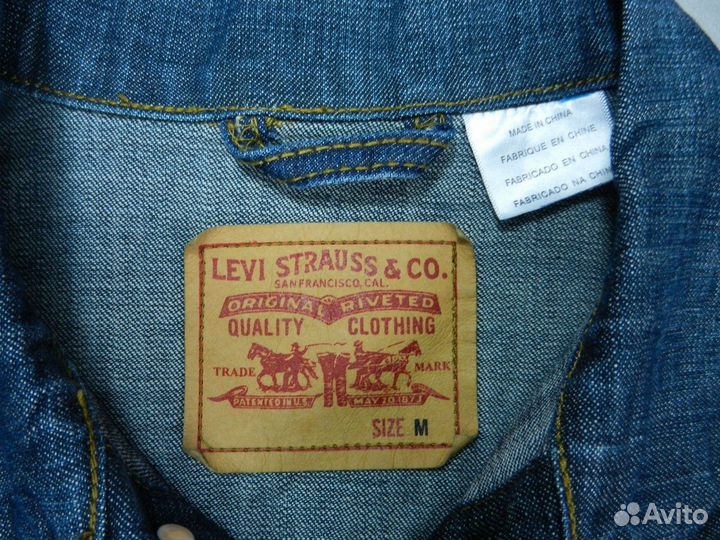 MADE IN CHINA
FABRIQUE EN CHINE
FABRICADO EN CHINA
FABRICADO NA CHIN
LEVI STRAUSS & CO.
SAN FRANCISCO, CAL.
ORIGINAL RIVETED
QUALITY CLOTHING
TRADE MARK
PATENTED IN U.S. MAY 20 1873
SIZE M
Avito